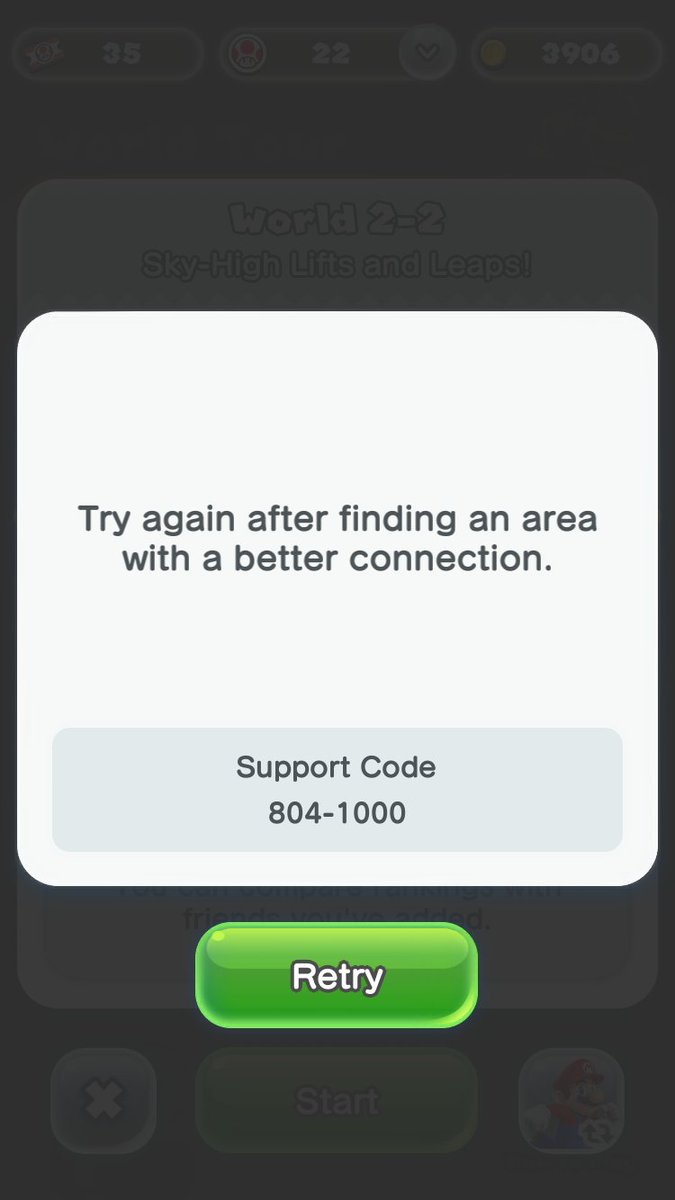 35
22
3906
World 2-2
Sky-High Lifts and Leaps!
Try again after finding an area
with a better connection.
Support Code
804-1000
You can compare rankings with
friends you've added.
Retry
Start